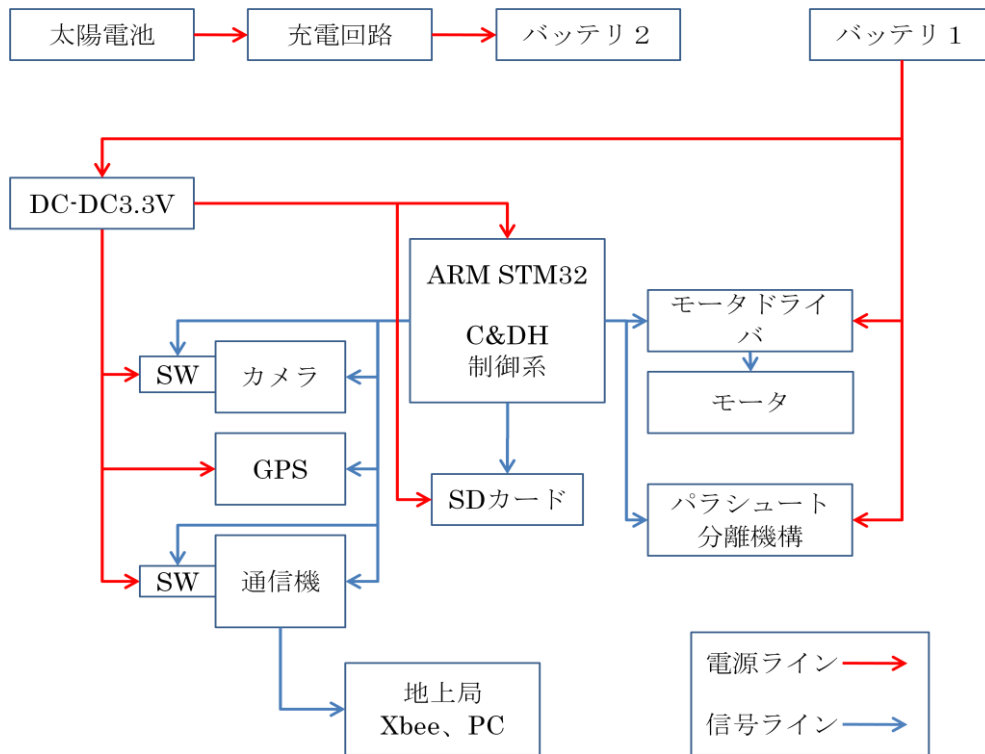 太陽電池
充電回路
バッテリ２
バッテリ１
DC-DC3.3V
ARM STM32
C&DH
制御系
モータドライ
バ
SW
カメラ
モータ
GPS
SDカード
パラシュート
分離機構
SW
通信機
地上局
Xbee、PC
電源ライン
信号ライン